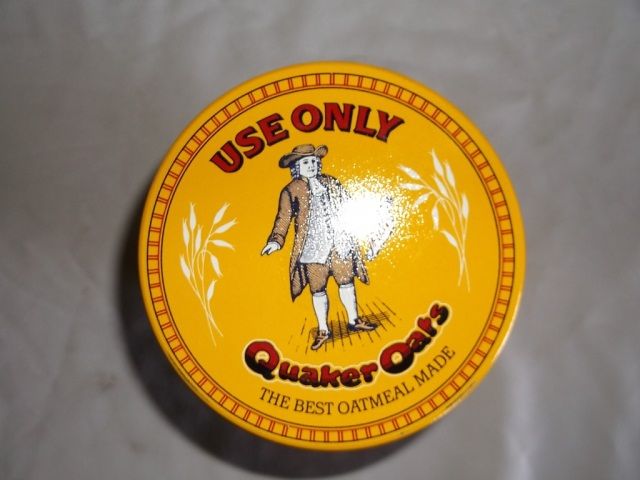 USE ONLY
Quaker Oats
THE BEST OATMEAL MADE